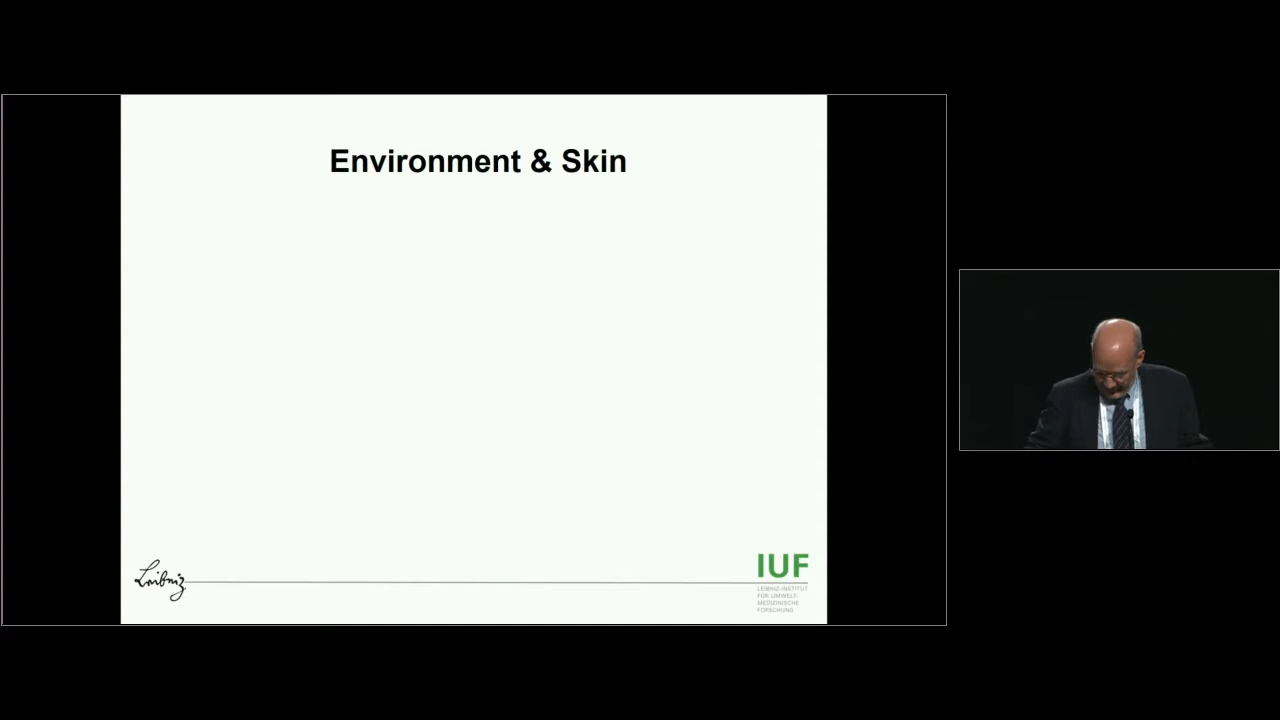 Environment & Skin
Leibniz
IUF
LEIBNIZ-INSTITUT
FÜR UMWELT-
MEDIZINISCHE
FORSCHUNG